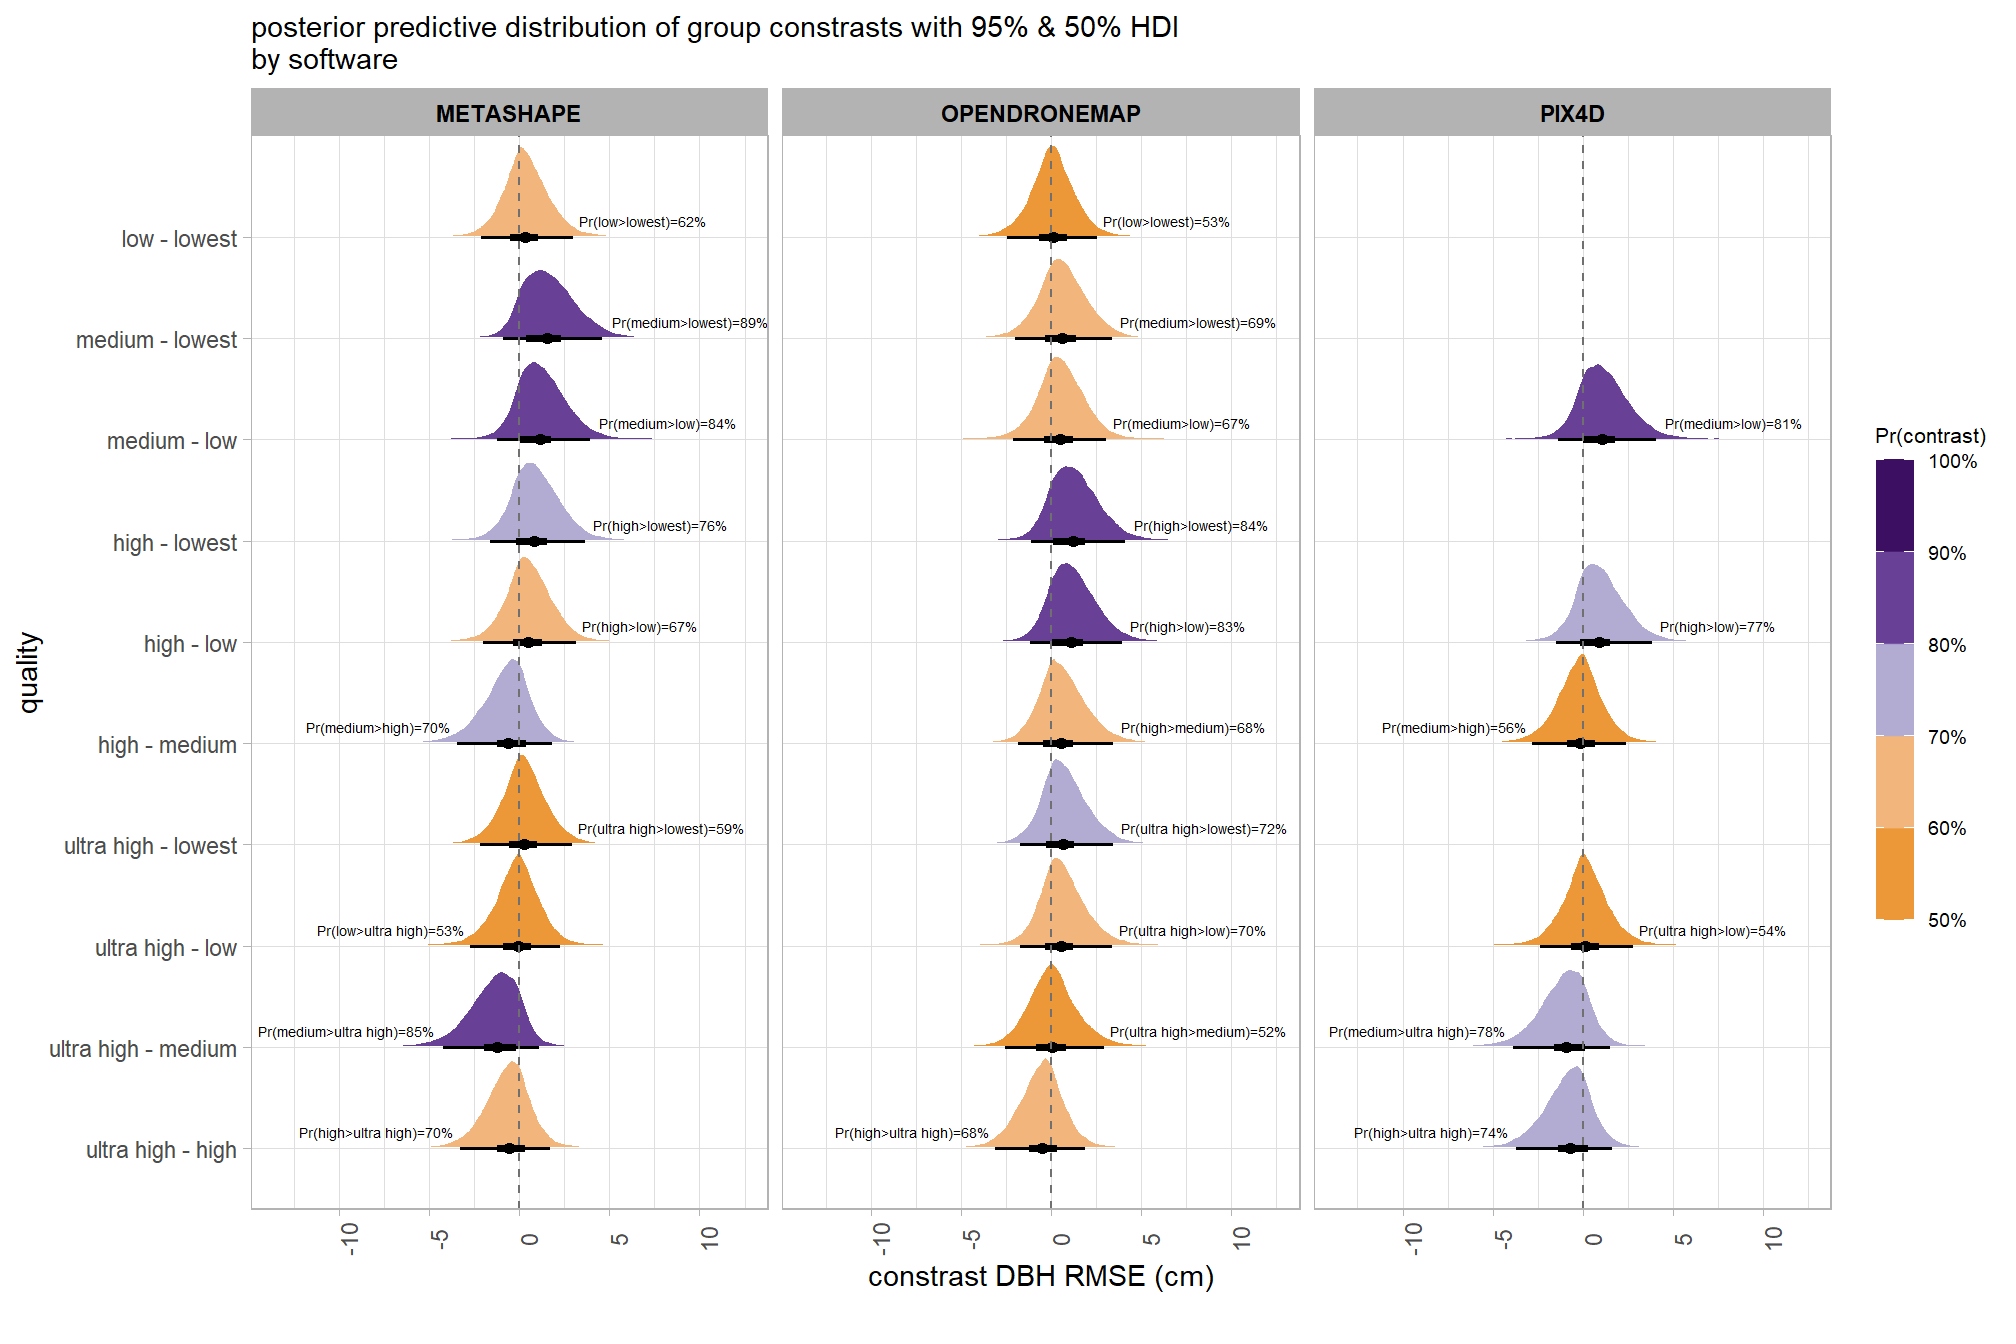 posterior predictive distribution of group constrasts with 95% & 50% HDI
by software
METASHAPE
OPENDRONEMAP
PIX4D
quality
low - lowest
Pr(low>lowest)=62%
Pr(low>lowest)=53%
medium - lowest
Pr(medium>lowest)=89%
Pr(medium>lowest)=69%
medium - low
Pr(medium>low)=84%
Pr(medium>low)=67%
Pr(medium>low)=81%
high - lowest
Pr(high>lowest)=76%
Pr(high>lowest)=84%
high - low
Pr(high>low)=67%
Pr(high>low)=83%
Pr(high>low)=77%
high - medium
Pr(medium>high)=70%
Pr(high>medium)=68%
Pr(medium>high)=56%
ultra high - lowest
Pr(ultra high>lowest)=59%
Pr(ultra high>lowest)=72%
ultra high - low
Pr(low>ultra high)=53%
Pr(ultra high>low)=70%
Pr(ultra high>low)=54%
ultra high - medium
Pr(medium>ultra high)=85%
Pr(ultra high>medium)=52%
Pr(medium>ultra high)=78%
ultra high - high
Pr(high>ultra high)=70%
Pr(high>ultra high)=68%
Pr(high>ultra high)=74%
-10 -5 0 5 10
-10 -5 0 5 10
-10 -5 0 5 10
constrast DBH RMSE (cm)
Pr(contrast)
100%
90%
80%
70%
60%
50%